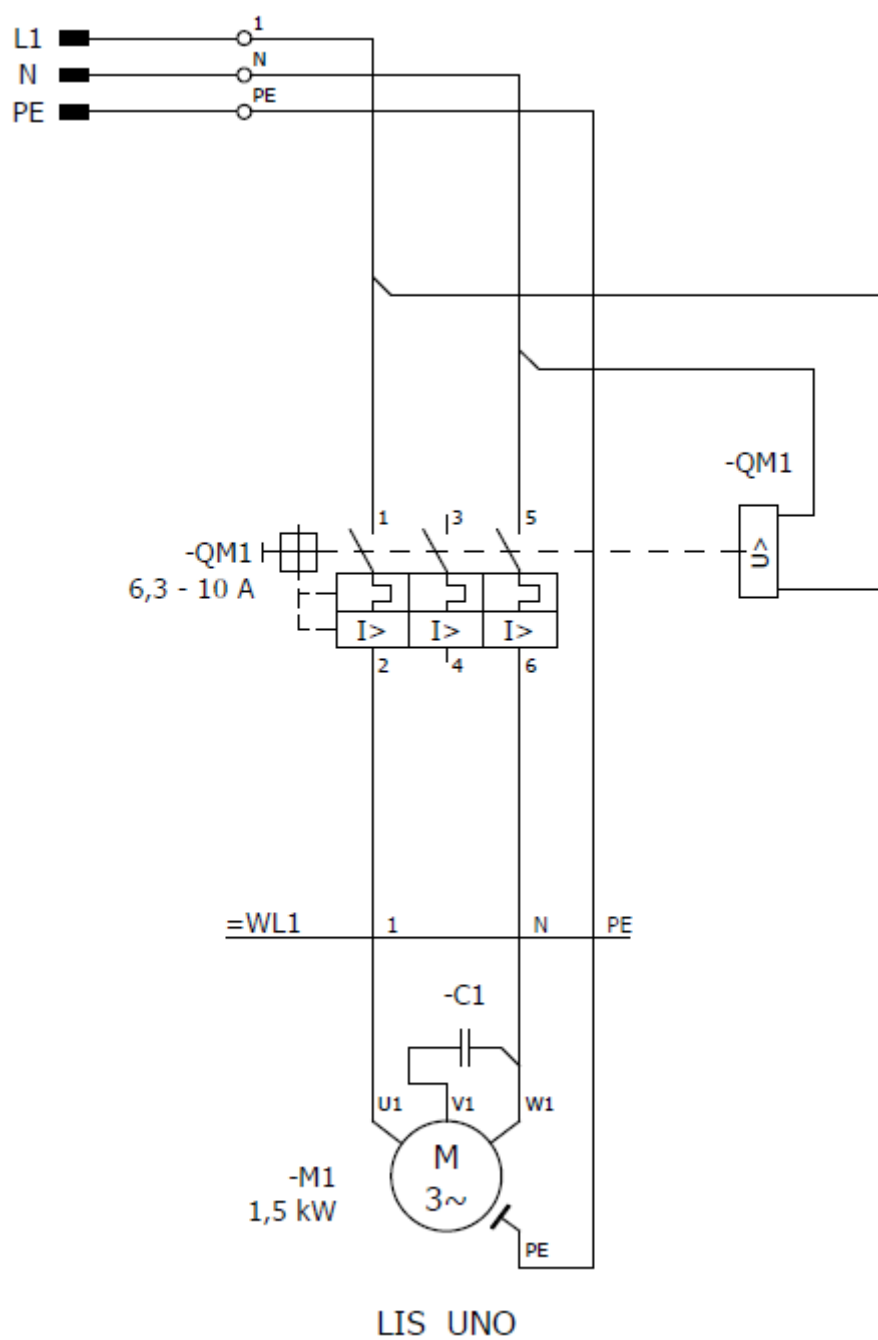 L1 1
N N
PE PE
-QM1
1 3 5
-QM1
6,3 - 10 A
U>
I> I> I>
2 4 6
=WL1 1 N PE
-C1
U1 V1 W1
M
3~
-M1
1,5 kW
PE
LIS UNO